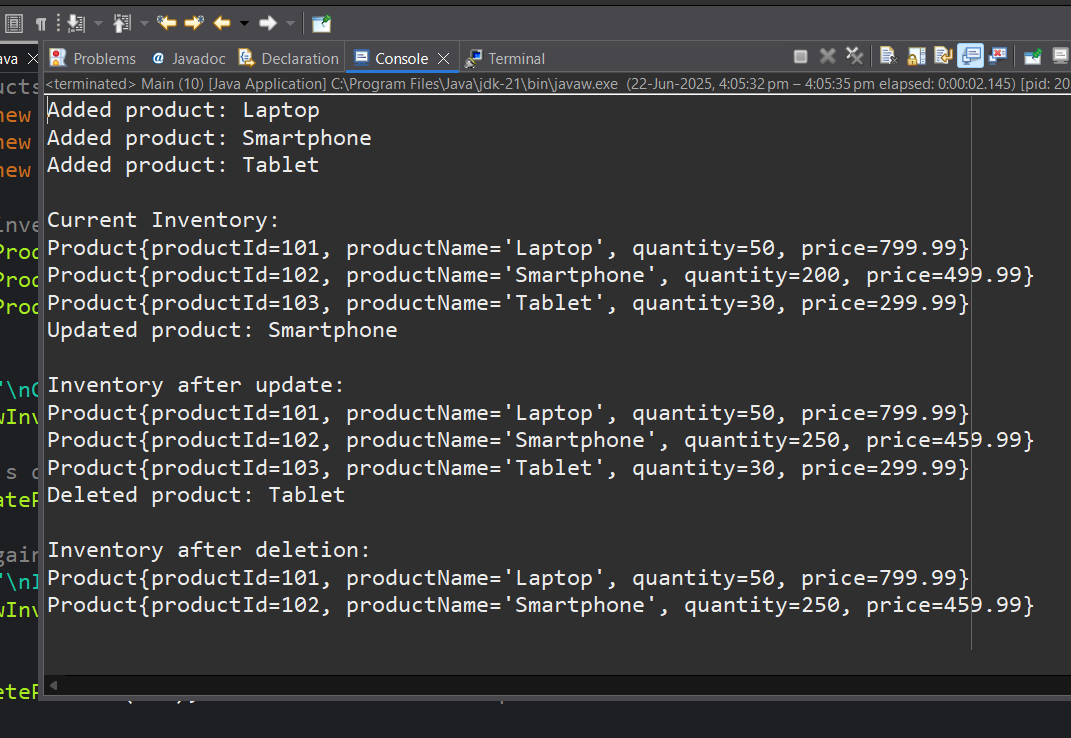 ava
Problems Javadoc Declaration Console Terminal
<terminated> Main (10) [Java Application] C:\Program Files\Java\jdk-21\bin\javaw.exe (22-Jun-2025, 4:05:32 pm – 4:05:35 pm elapsed: 0:00:02.145) [pid: 20
ucts
new
new
new
inve
Prod
Prod
Prod
"\nC
wInv
's
ateP
gain
"\nI
wInv
eteP
Added product: Laptop
Added product: Smartphone
Added product: Tablet
Current Inventory:
Product{productId=101, productName='Laptop', quantity=50, price=799.99}
Product{productId=102, productName='Smartphone', quantity=200, price=499.99}
Product{productId=103, productName='Tablet', quantity=30, price=299.99}
Updated product: Smartphone
Inventory after update:
Product{productId=101, productName='Laptop', quantity=50, price=799.99}
Product{productId=102, productName='Smartphone', quantity=250, price=459.99}
Product{productId=103, productName='Tablet', quantity=30, price=299.99}
Deleted product: Tablet
Inventory after deletion:
Product{productId=101, productName='Laptop', quantity=50, price=799.99}
Product{productId=102, productName='Smartphone', quantity=250, price=459.99}